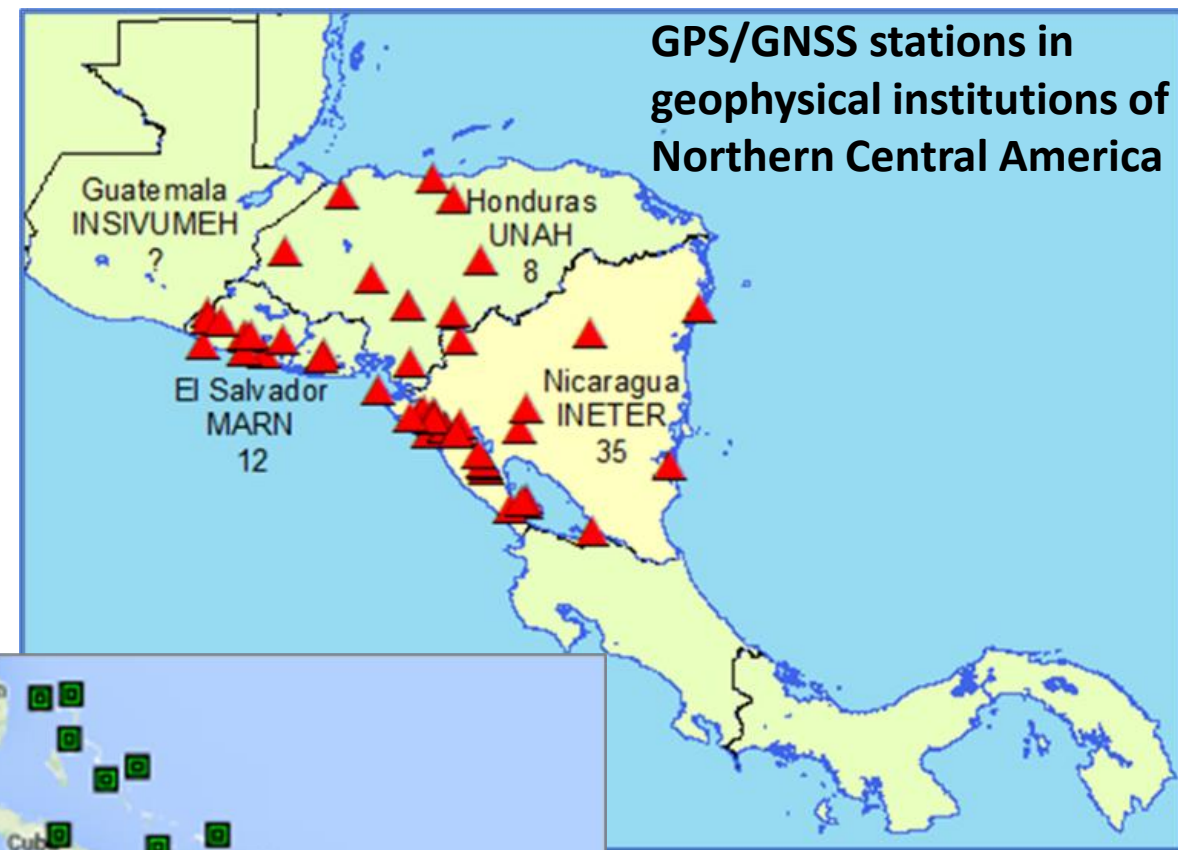 GPS/GNSS stations in
geophysical institutions of
Northern Central America
Guatemala
INSIVUMEH
?
Honduras
UNAH
8
El Salvador
MARN
12
Nicaragua
INETER
35
Cuba